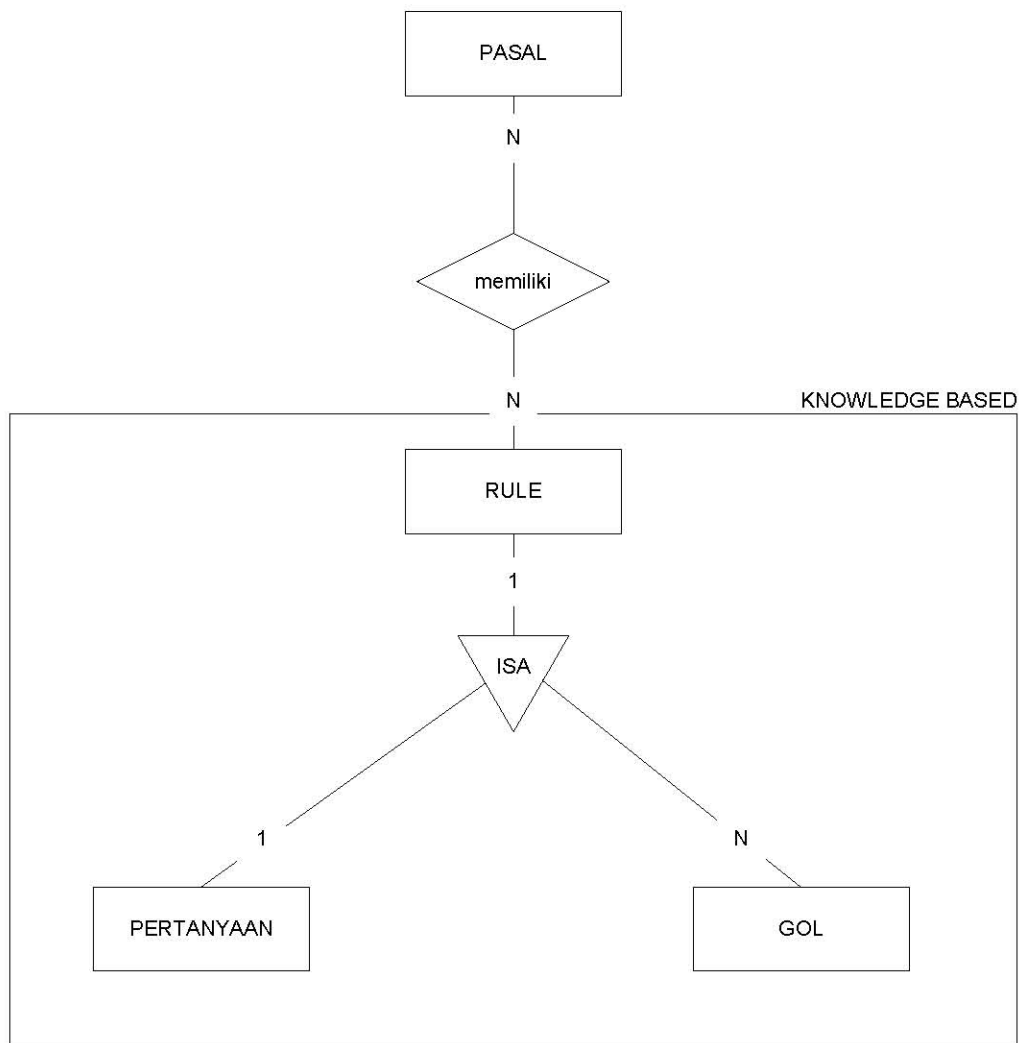 PASAL
N
memiliki
N
KNOWLEDGE BASED
RULE
1
ISA
1
N
PERTANYAAN
GOL